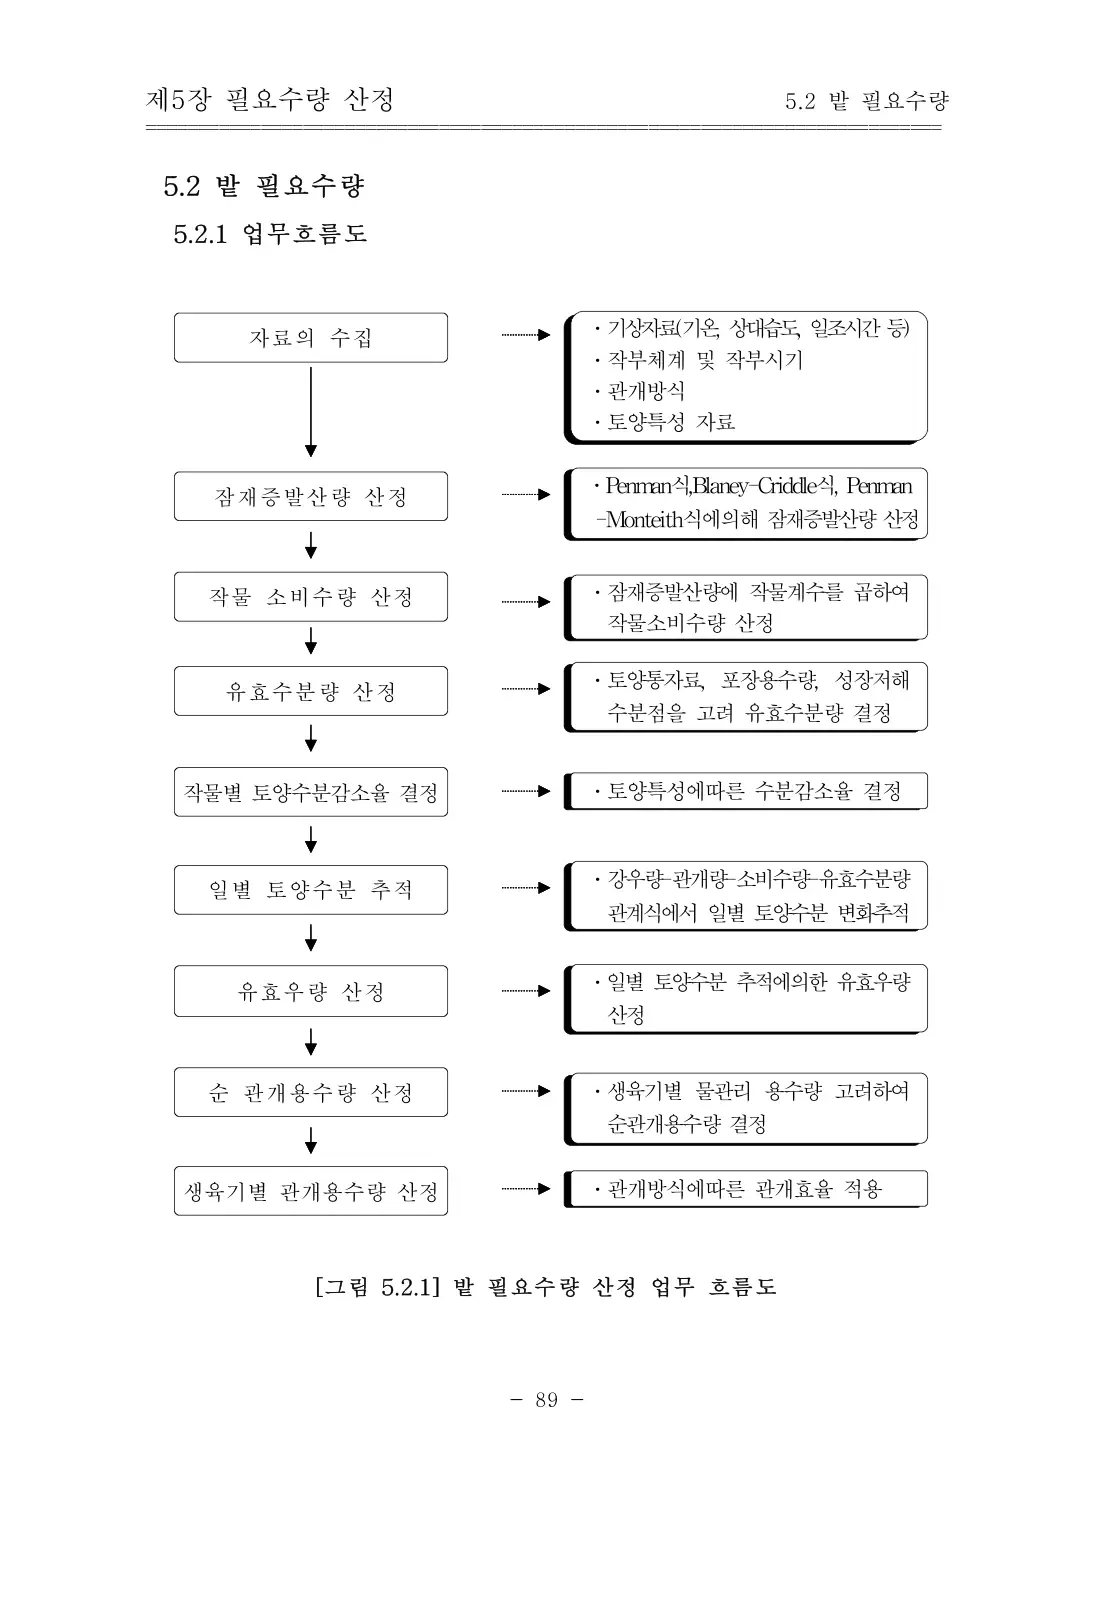 제5장 필요수량 산정
5.2 밭 필요수량
5.2 밭 필요수량
5.2.1 업무흐름도
자료의 수집
·기상자료(기온, 상대습도, 일조시간 등)
·작부체계 및 작부시기
·관개방식
·토양특성 자료
잠재증발산량 산정
·Penman식,Blaney-Criddle식, Penman
-Monteith식에의해 잠재증발산량 산정
작물 소비수량 산정
·잠재증발산량에 작물계수를 곱하여
작물소비수량 산정
유효수분량 산정
·토양통자료, 포장용수량, 성장저해
수분점을 고려 유효수분량 결정
작물별 토양수분감소율 결정
·토양특성에따른 수분감소율 결정
일별 토양수분 추적
·강우량-관개량-소비수량-유효수분량
관계식에서 일별 토양수분 변화추적
유효우량 산정
·일별 토양수분 추적에의한 유효우량
산정
순 관개용수량 산정
·생육기별 물관리 용수량 고려하여
순관개용수량 결정
생육기별 관개용수량 산정
·관개방식에따른 관개효율 적용
[그림 5.2.1] 밭 필요수량 산정 업무 흐름도
- 89 -